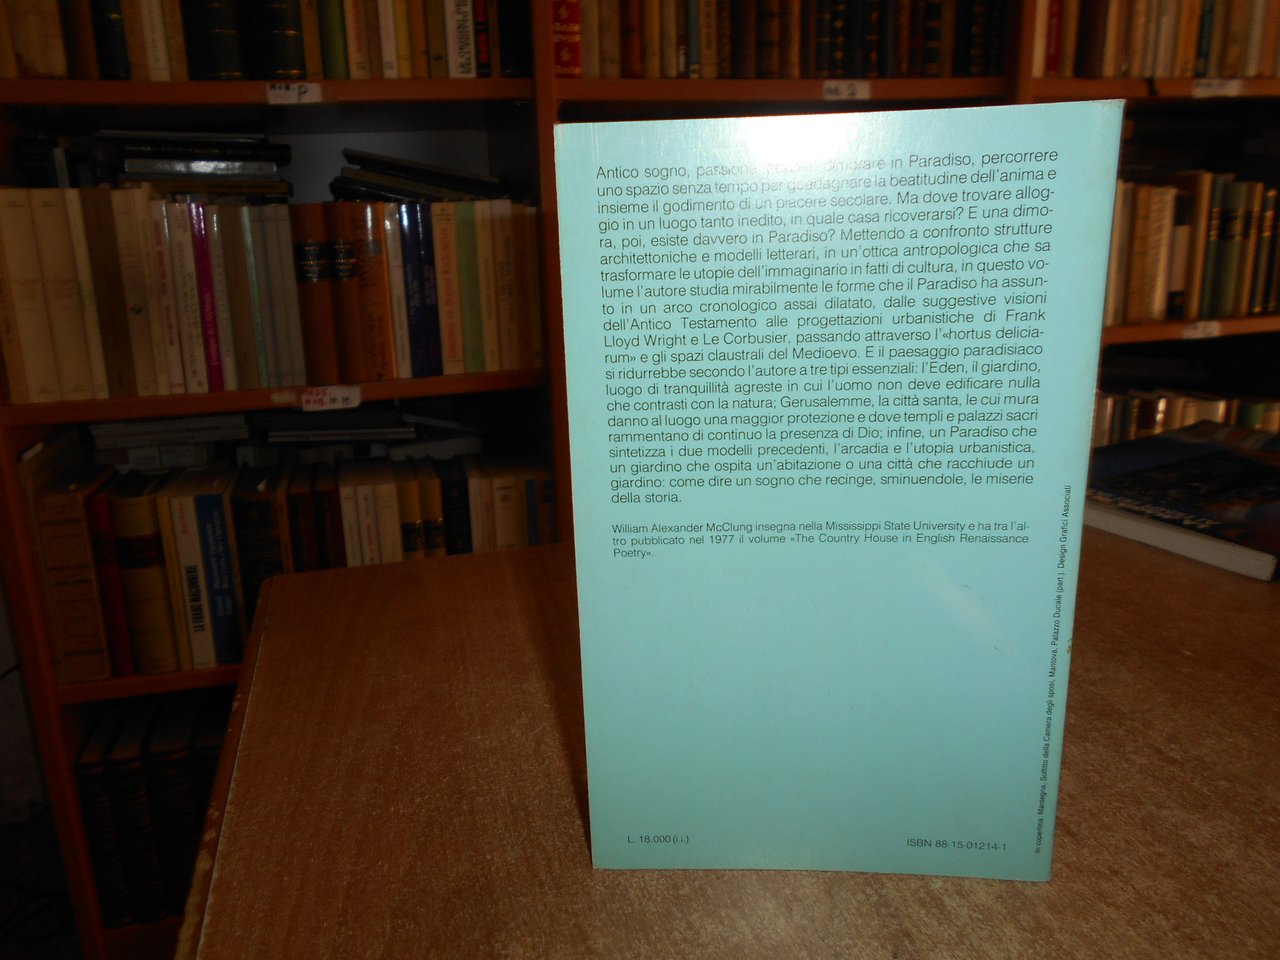 Antico sogno, passione dimorare in Paradiso, percorrere
uno spazio senza tempo per guadagnare la beatitudine dell'anima e
insieme il godimento di un piacere secolare. Ma dove trovare allog-
gio in un luogo tanto inedito, in quale casa ricoverarsi? E una dimo-
ra, poi, esiste davvero in Paradiso? Mettendo a confronto strutture
architettoniche e modelli letterari, in un'ottica antropologica che sa
trasformare le utopie dell'immaginario in fatti di cultura, in questo vo-
lume l'autore studia mirabilmente le forme che il Paradiso ha assun-
to in un arco cronologico assai dilatato, dalle suggestive visioni
dell'Antico Testamento alle progettazioni urbanistiche di Frank
Lloyd Wright e Le Corbusier, passando attraverso l'«hortus delicia-
rum» e gli spazi claustrali del Medioevo. E il paesaggio paradisiaco
si ridurrebbe secondo l'autore a tre tipi essenziali: l'Eden, il giardino,
luogo di tranquillità agreste in cui l'uomo non deve edificare nulla
che contrasti con la natura; Gerusalemme, la città santa, le cui mura
danno al luogo una maggior protezione e dove templi e palazzi sacri
rammentano di continuo la presenza di Dio; infine, un Paradiso che
sintetizza i due modelli precedenti, l'arcadia e l'utopia urbanistica,
un giardino che ospita un'abitazione o una città che racchiude un
giardino: come dire un sogno che recinge, sminuendole, le miserie
della storia.
William Alexander McClung insegna nella Mississippi State University e ha tra l'al-
tro pubblicato nel 1977 il volume «The Country House in English Renaissance
Poetry».
L. 18.000 (i.i.)
ISBN 88-15-01214-1
In copertina: Mantegna, Soffitto della Camera degli sposi, Mantova, Palazzo Ducale (part.). Design Grafici Associati